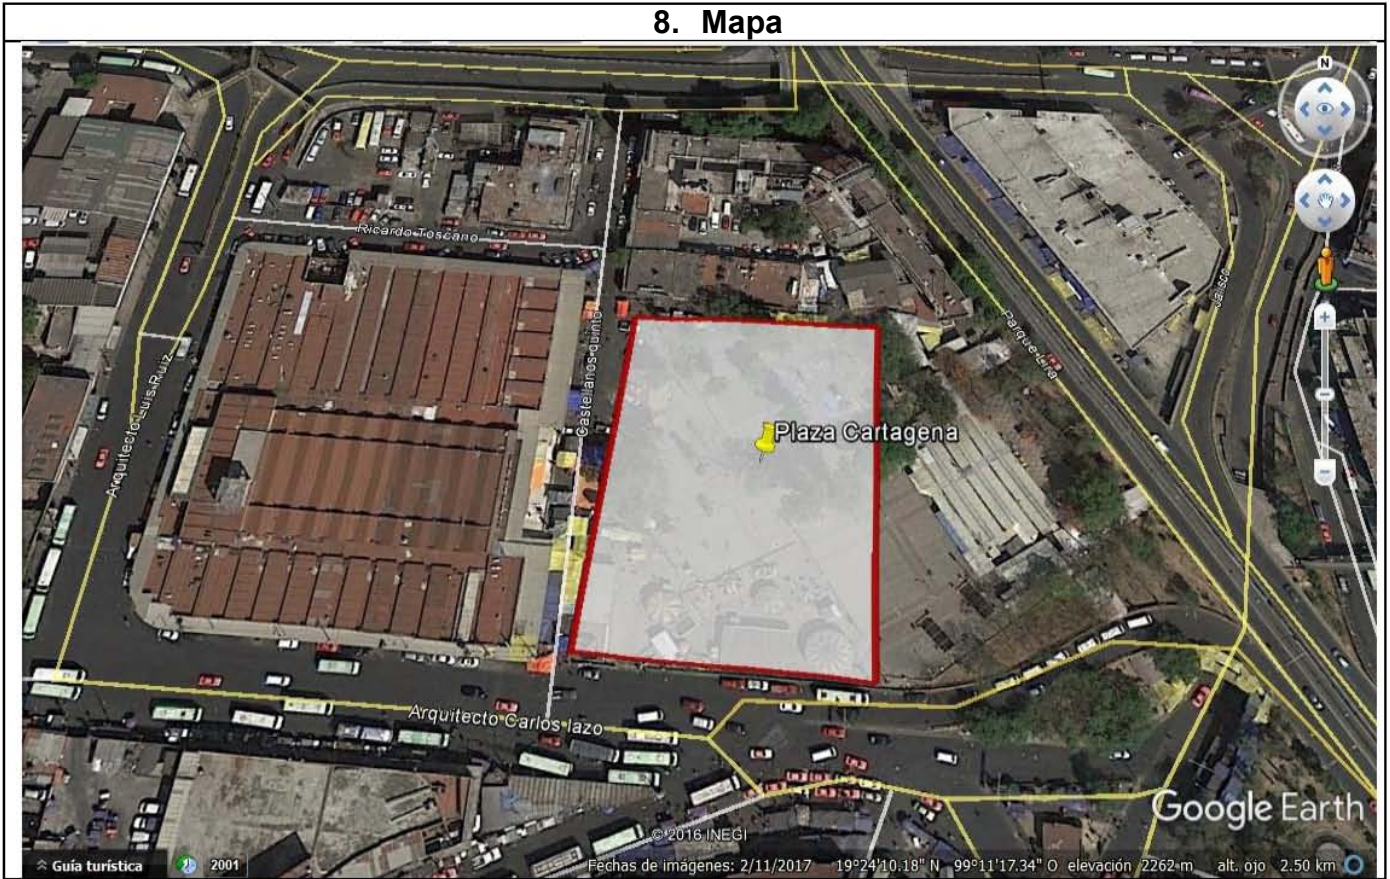 8. Mapa
N
Ricardo Toscano
Castellanos quinto
Arquitecto Luis Ruiz
Parque Lira
Jalisco
Plaza Cartagena
Arquitecto Carlos lazo
Google Earth
© 2016 INEGI
Guía turística
2001
Fechas de imágenes: 2/11/2017 19°24'10.18" N 99°11'17.34" O elevación 2262 m alt. ojo 2.50 km